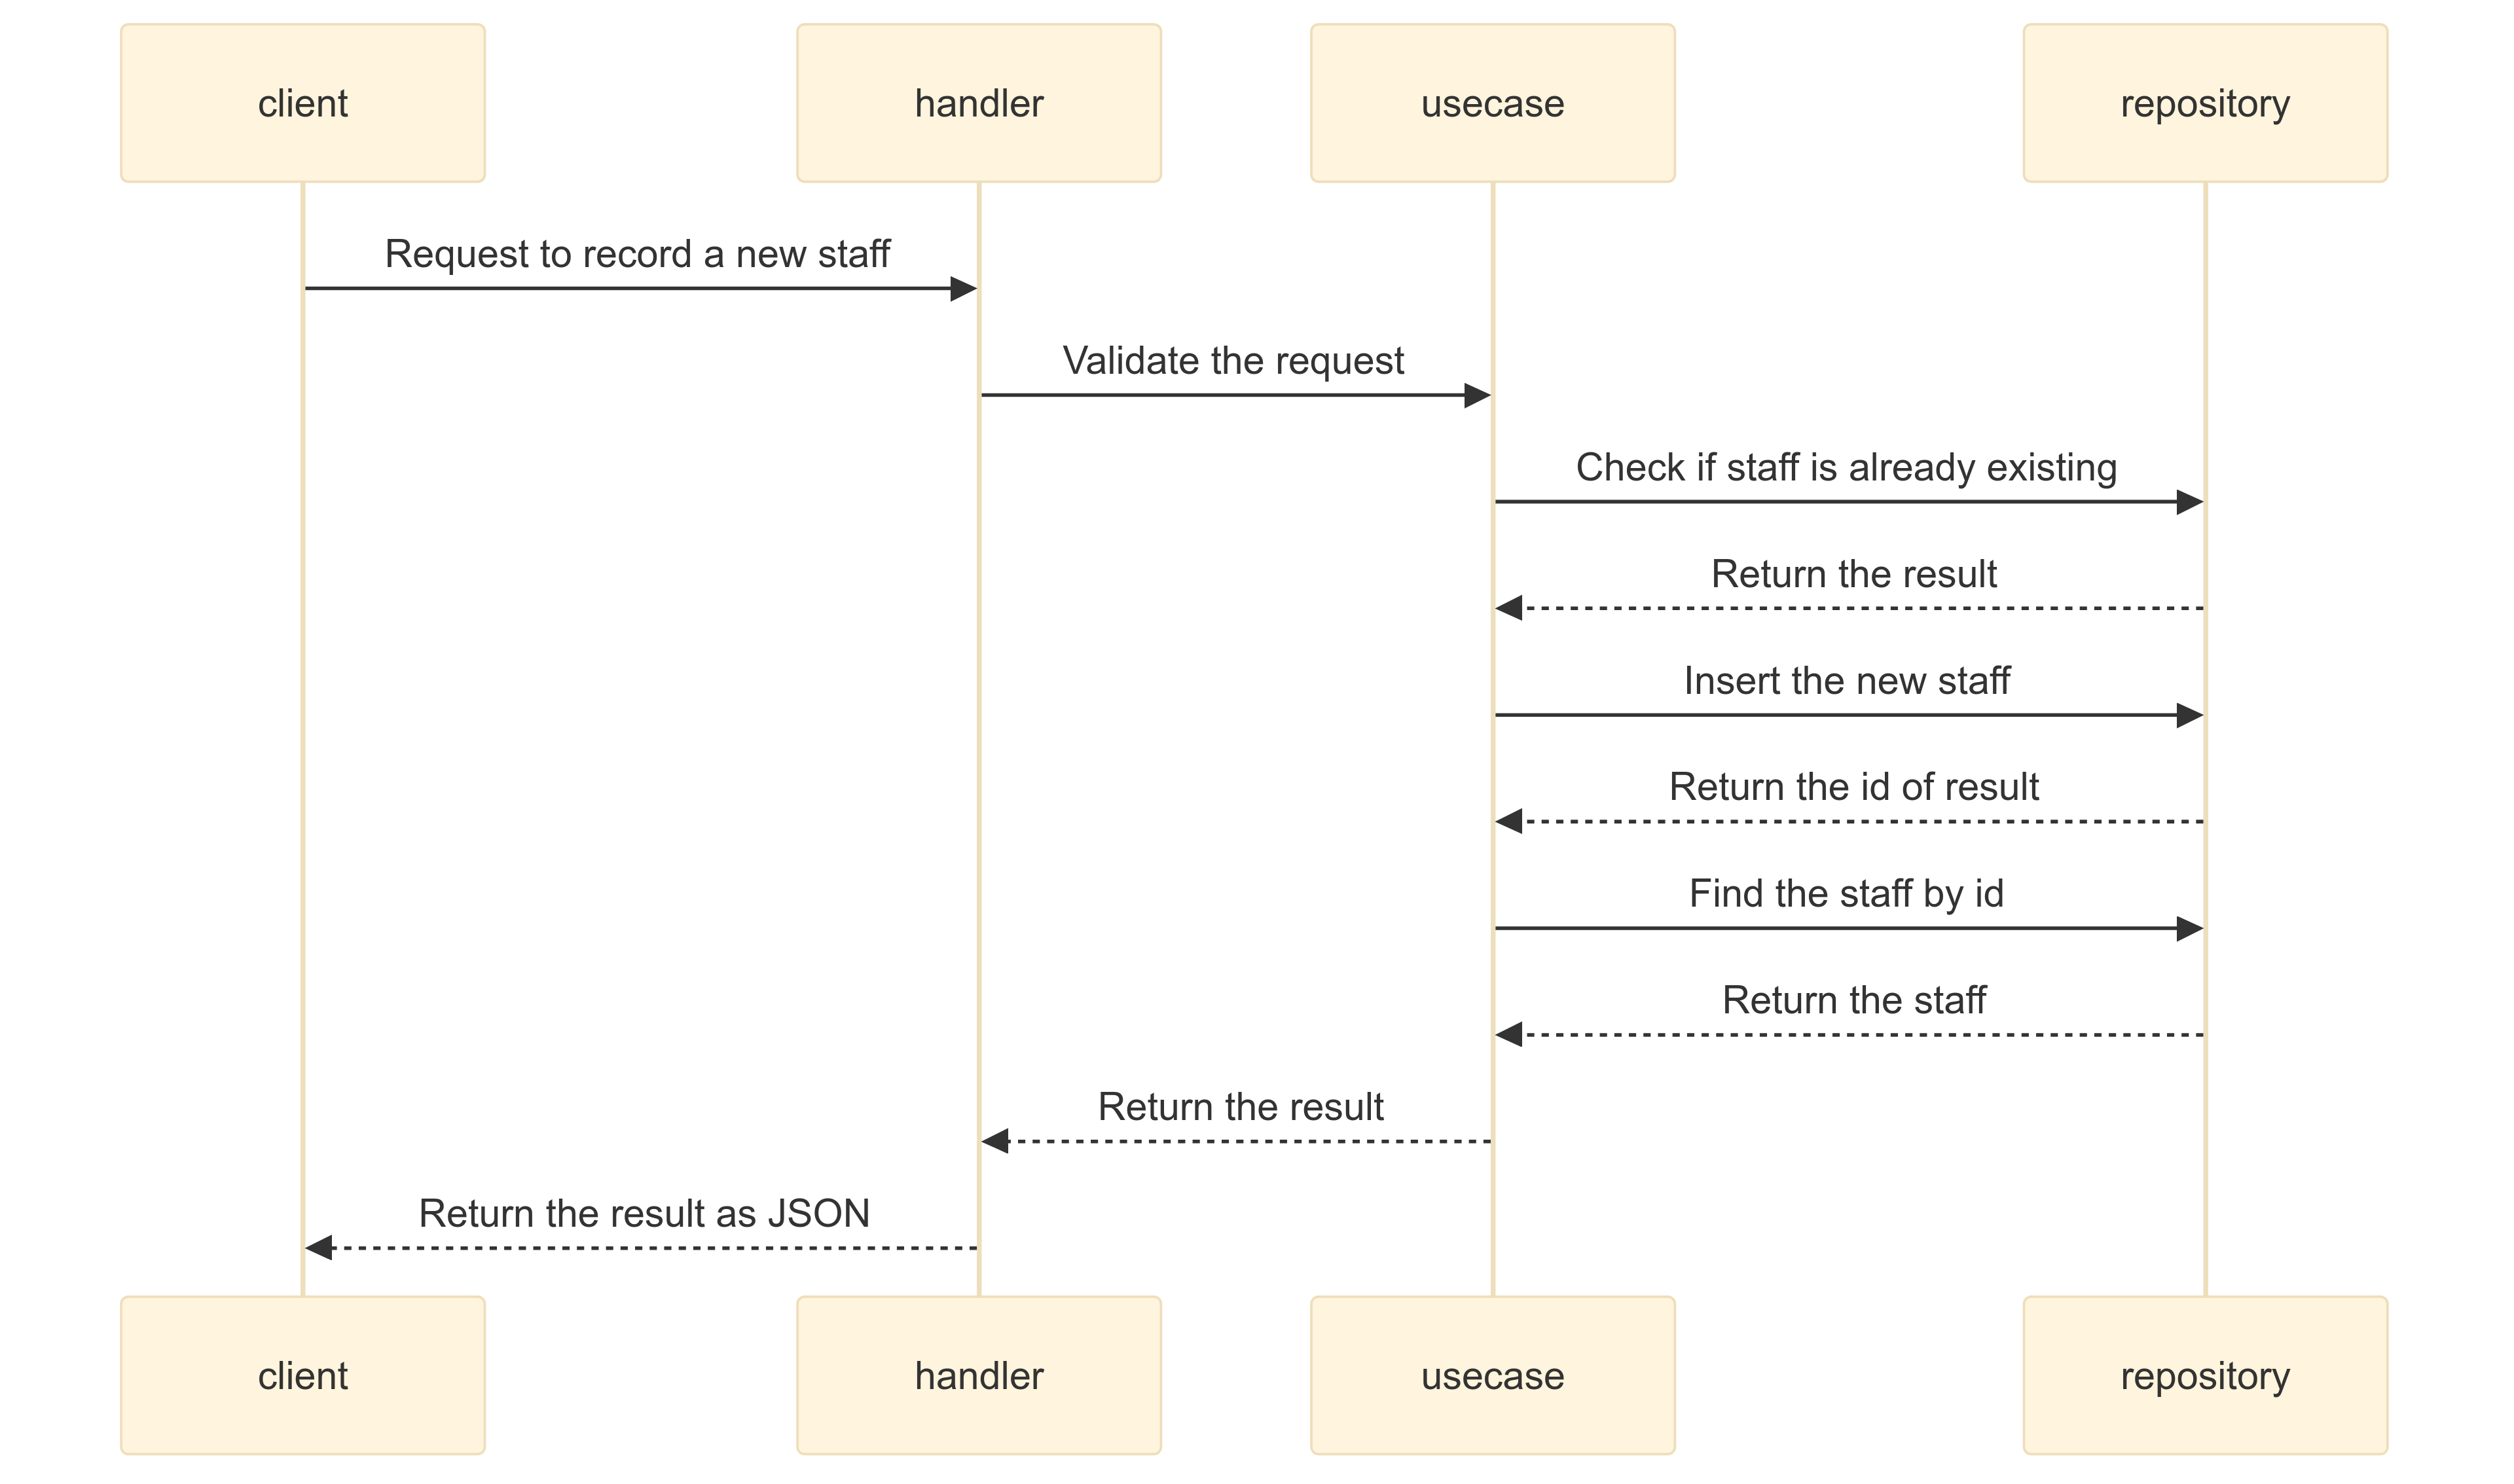 client
handler
usecase
repository
Request to record a new staff
Validate the request
Check if staff is already existing
Return the result
Insert the new staff
Return the id of result
Find the staff by id
Return the staff
Return the result
Return the result as JSON
client
handler
usecase
repository